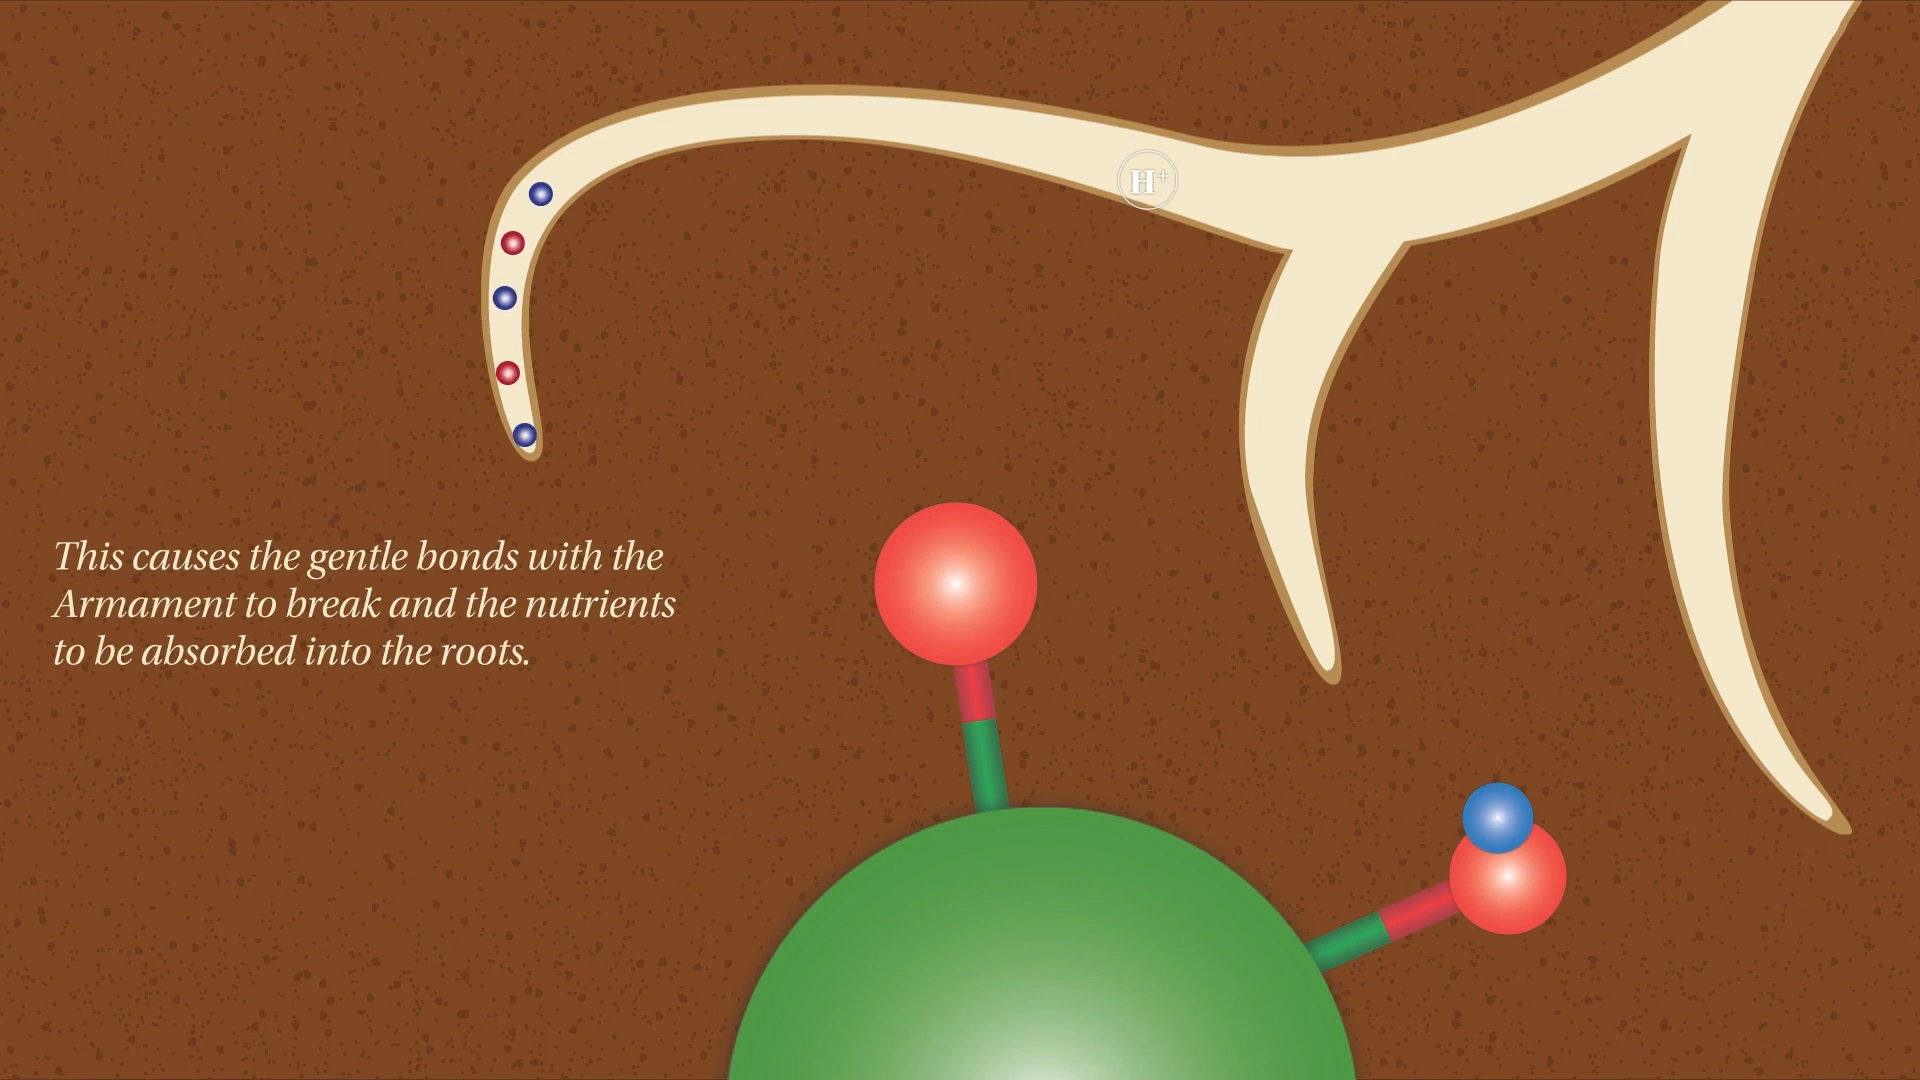 H⁺
This causes the gentle bonds with the
Armament to break and the nutrients
to be absorbed into the roots.